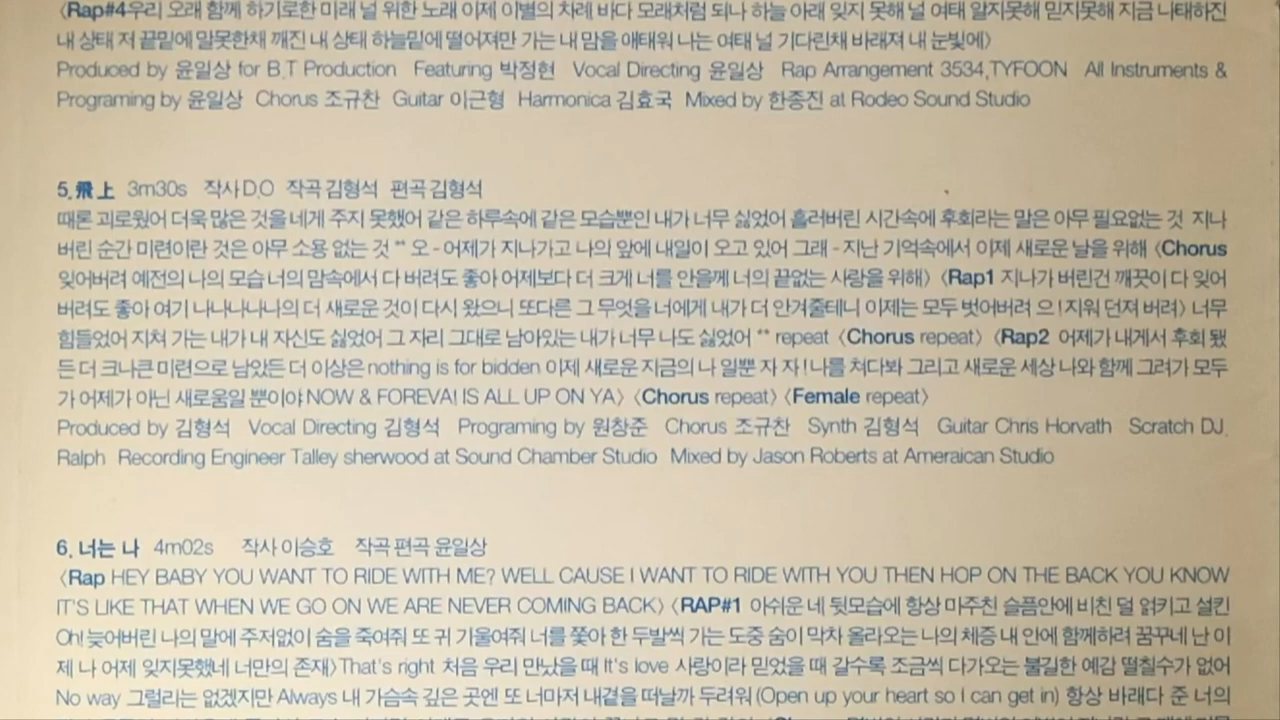 〈Rap#4우리 오래 함께 하기로한 미래 널 위한 노래 이제 이별의 차례 바다 모래처럼 되나 하늘 아래 잊지 못해 널 여태 알지못해 믿지못해 지금 나태하진
내 상태 저 끝밑에 말못한채 깨진 내 상태 하늘밑에 떨어져만 가는 내 맘을 애태워 나는 여태 널 기다린채 바래져 내 눈빛에〉
Produced by 윤일상 for B.T Production Featuring 박정현 Vocal Directing 윤일상 Rap Arrangement 3534,TYFOON All Instruments &
Programing by 윤일상 Chorus 조규찬 Guitar 이근형 Harmonica 김효국 Mixed by 한종진 at Rodeo Sound Studio
5. 飛上 3m30s 작사 D.O 작곡 김형석 편곡 김형석
때론 괴로웠어 더욱 많은 것을 네게 주지 못했어 같은 하루속에 같은 모습뿐인 내가 너무 싫었어 흘러버린 시간속에 후회라는 말은 아무 필요없는 것 지나
버린 순간 미련이란 것은 아무 소용 없는 것 ** 오 - 어제가 지나가고 나의 앞에 내일이 오고 있어 그래 - 지난 기억속에서 이제 새로운 날을 위해 〈Chorus
잊어버려 예전의 나의 모습 너의 맘속에서 다 버려도 좋아 어제보다 더 크게 너를 안을께 너의 끝없는 사랑을 위해〉 〈Rap1 지나가 버린건 깨끗이 다 잊어
버려도 좋아 여기 나나나나나의 더 새로운 것이 다시 왔으니 또다른 그 무엇을 너에게 내가 더 안겨줄테니 이제는 모두 벗어버려 으! 지워 던져 버려〉 너무
힘들었어 지쳐 가는 내가 내 자신도 싫었어 그 자리 그대로 남아있는 내가 너무 나도 싫었어 ** repeat 〈Chorus repeat〉 〈Rap2 어제가 내게서 후회 됐
든 더 크나큰 미련으로 남았든 더 이상은 nothing is for bidden 이제 새로운 지금의 나 일뿐 자 자! 나를 쳐다봐 그리고 새로운 세상 나와 함께 그려가 모두
가 어제가 아닌 새로움일 뿐이야 NOW & FOREVA! IS ALL UP ON YA〉 〈Chorus repeat〉 〈Female repeat〉
Produced by 김형석 Vocal Directing 김형석 Programing by 원창준 Chorus 조규찬 Synth 김형석 Guitar Chris Horvath Scratch DJ.
Ralph Recording Engineer Talley sherwood at Sound Chamber Studio Mixed by Jason Roberts at Ameraican Studio
6. 너는 나 4m02s 작사 이승호 작곡 편곡 윤일상
〈Rap HEY BABY YOU WANT TO RIDE WITH ME? WELL CAUSE I WANT TO RIDE WITH YOU THEN HOP ON THE BACK YOU KNOW
IT'S LIKE THAT WHEN WE GO ON WE ARE NEVER COMING BACK〉 〈RAP#1 아쉬운 네 뒷모습에 항상 마주친 슬픔안에 비친 덜 얽키고 설킨
Oh! 늦어버린 나의 말에 주저없이 숨을 죽여줘 또 귀 기울여줘 너를 쫓아 한 두발씩 가는 도중 숨이 막차 올라오는 나의 체증 내 안에 함께하려 꿈꾸네 난 이
제 나 어제 잊지못했네 너만의 존재〉 That's right 처음 우리 만났을 때 It's love 사랑이라 믿었을 때 갈수록 조금씩 다가오는 불길한 예감 떨칠수가 없어
No way 그럴리는 없겠지만 Always 내 가슴속 깊은 곳엔 또 너마저 내곁을 떠날까 두려워 (Open up your heart so I can get in) 항상 바래다 준 너의